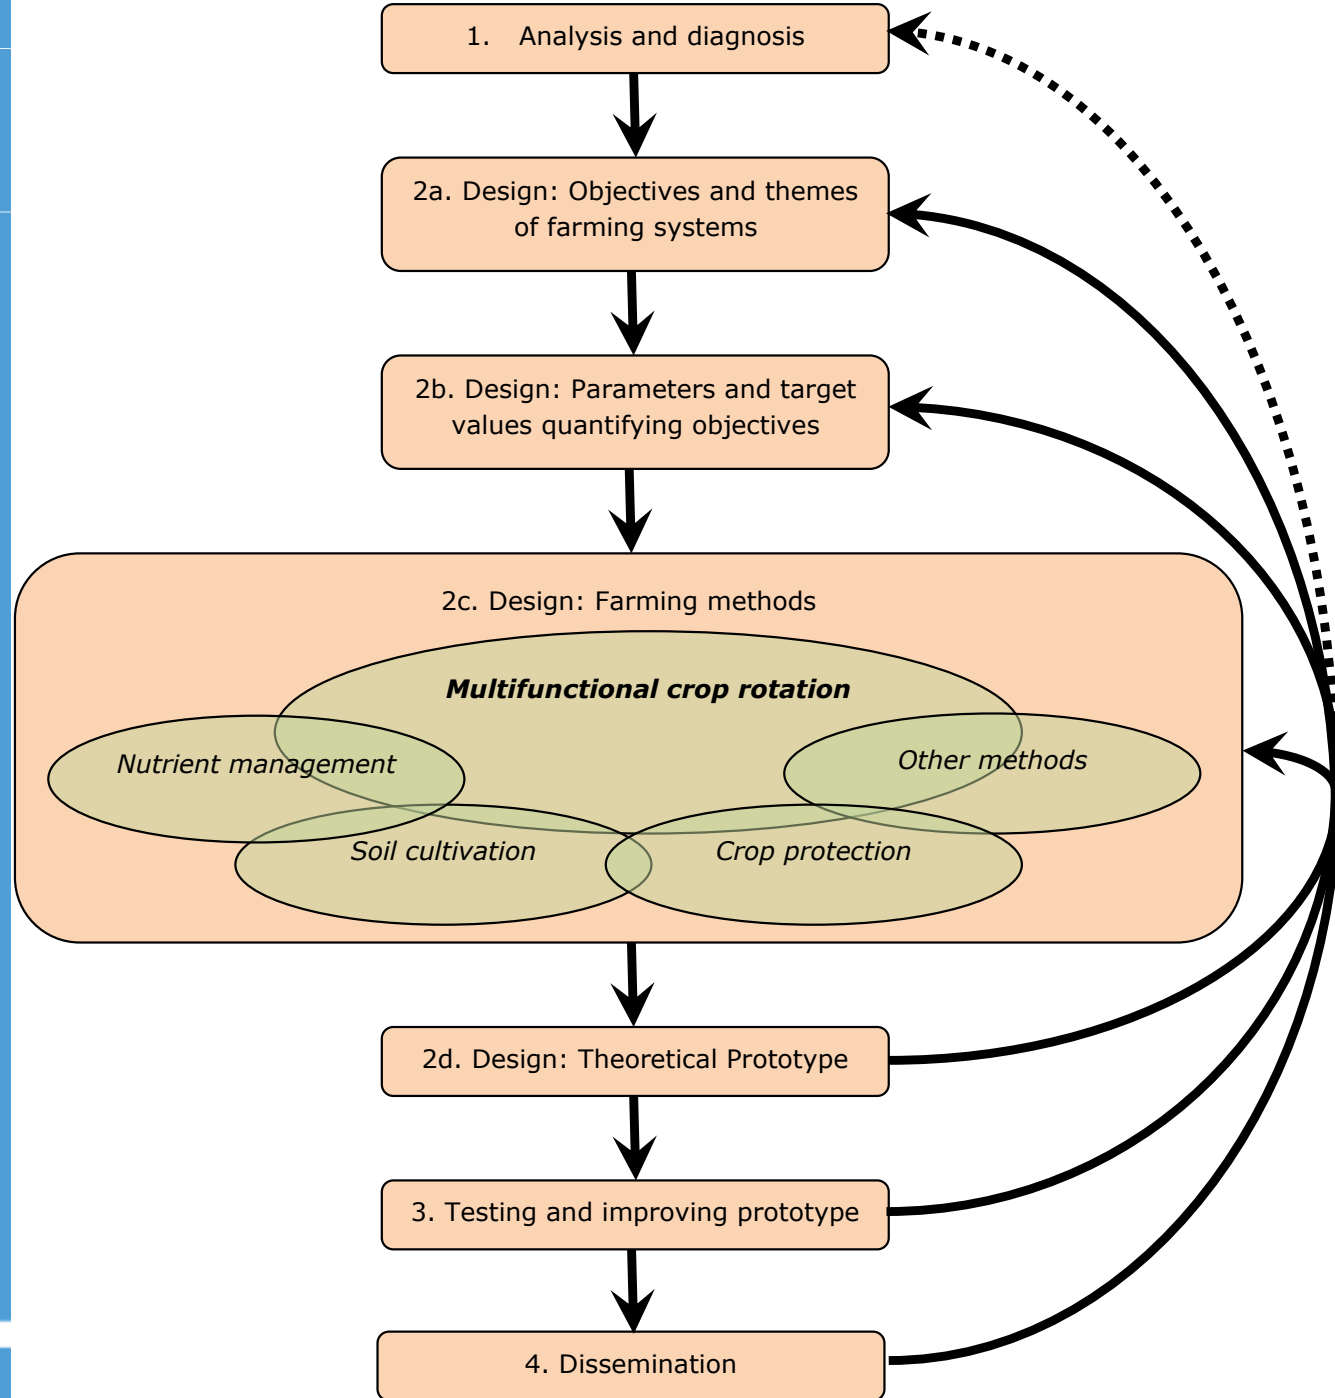 1. Analysis and diagnosis
2a. Design: Objectives and themes
of farming systems
2b. Design: Parameters and target
values quantifying objectives
2c. Design: Farming methods
Multifunctional crop rotation
Nutrient management
Other methods
Soil cultivation
Crop protection
2d. Design: Theoretical Prototype
3. Testing and improving prototype
4. Dissemination